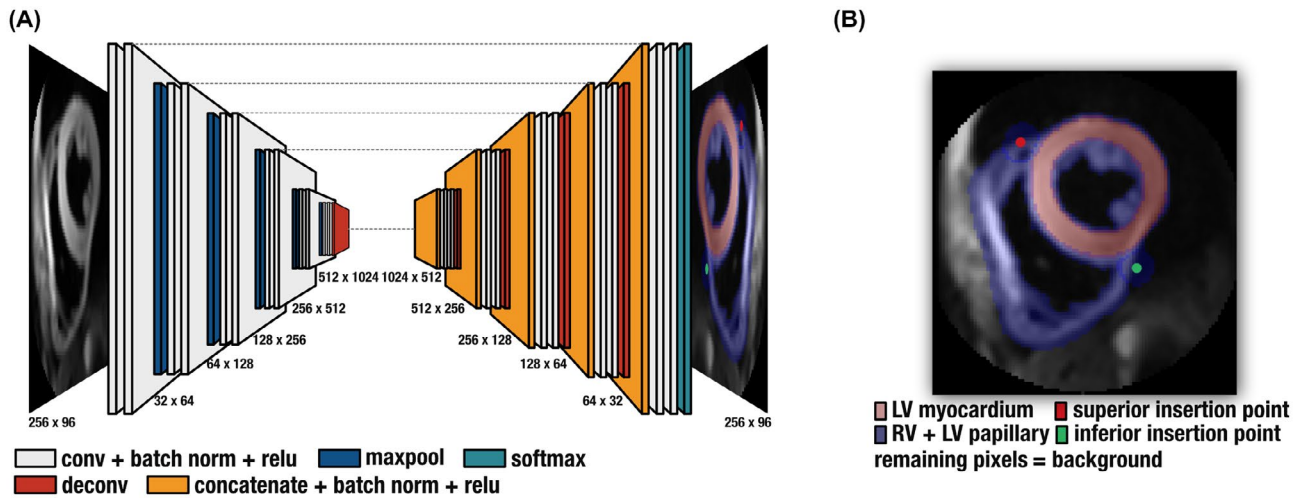 (A)
(B)
512 x 1024 1024 x 512
256 x 512
512 x 256
128 x 256
256 x 128
64 x 128
128 x 64
32 x 64
64 x 32
256 x 96
256 x 96
conv + batch norm + relu
maxpool
softmax
deconv
concatenate + batch norm + relu
LV myocardium
superior insertion point
RV + LV papillary
inferior insertion point
remaining pixels = background